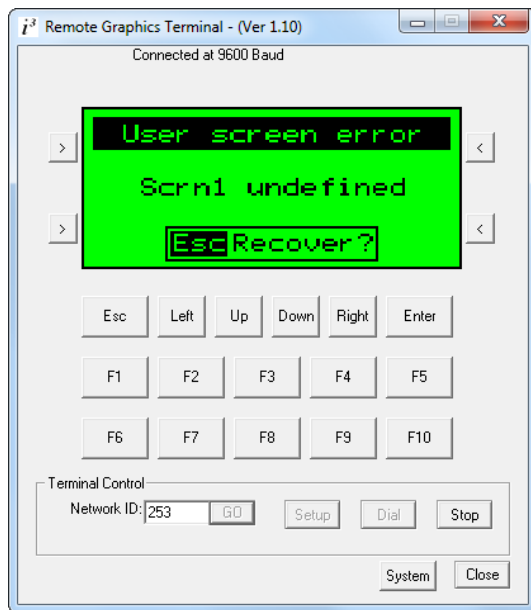 i³ Remote Graphics Terminal - (Ver 1.10)
Connected at 9600 Baud
User screen error
> <
Scrn1 undefined
> <
Esc Recover?
Esc Left Up Down Right Enter
F1 F2 F3 F4 F5
F6 F7 F8 F9 F10
Terminal Control
Network ID: 253 GO Setup Dial Stop
System Close